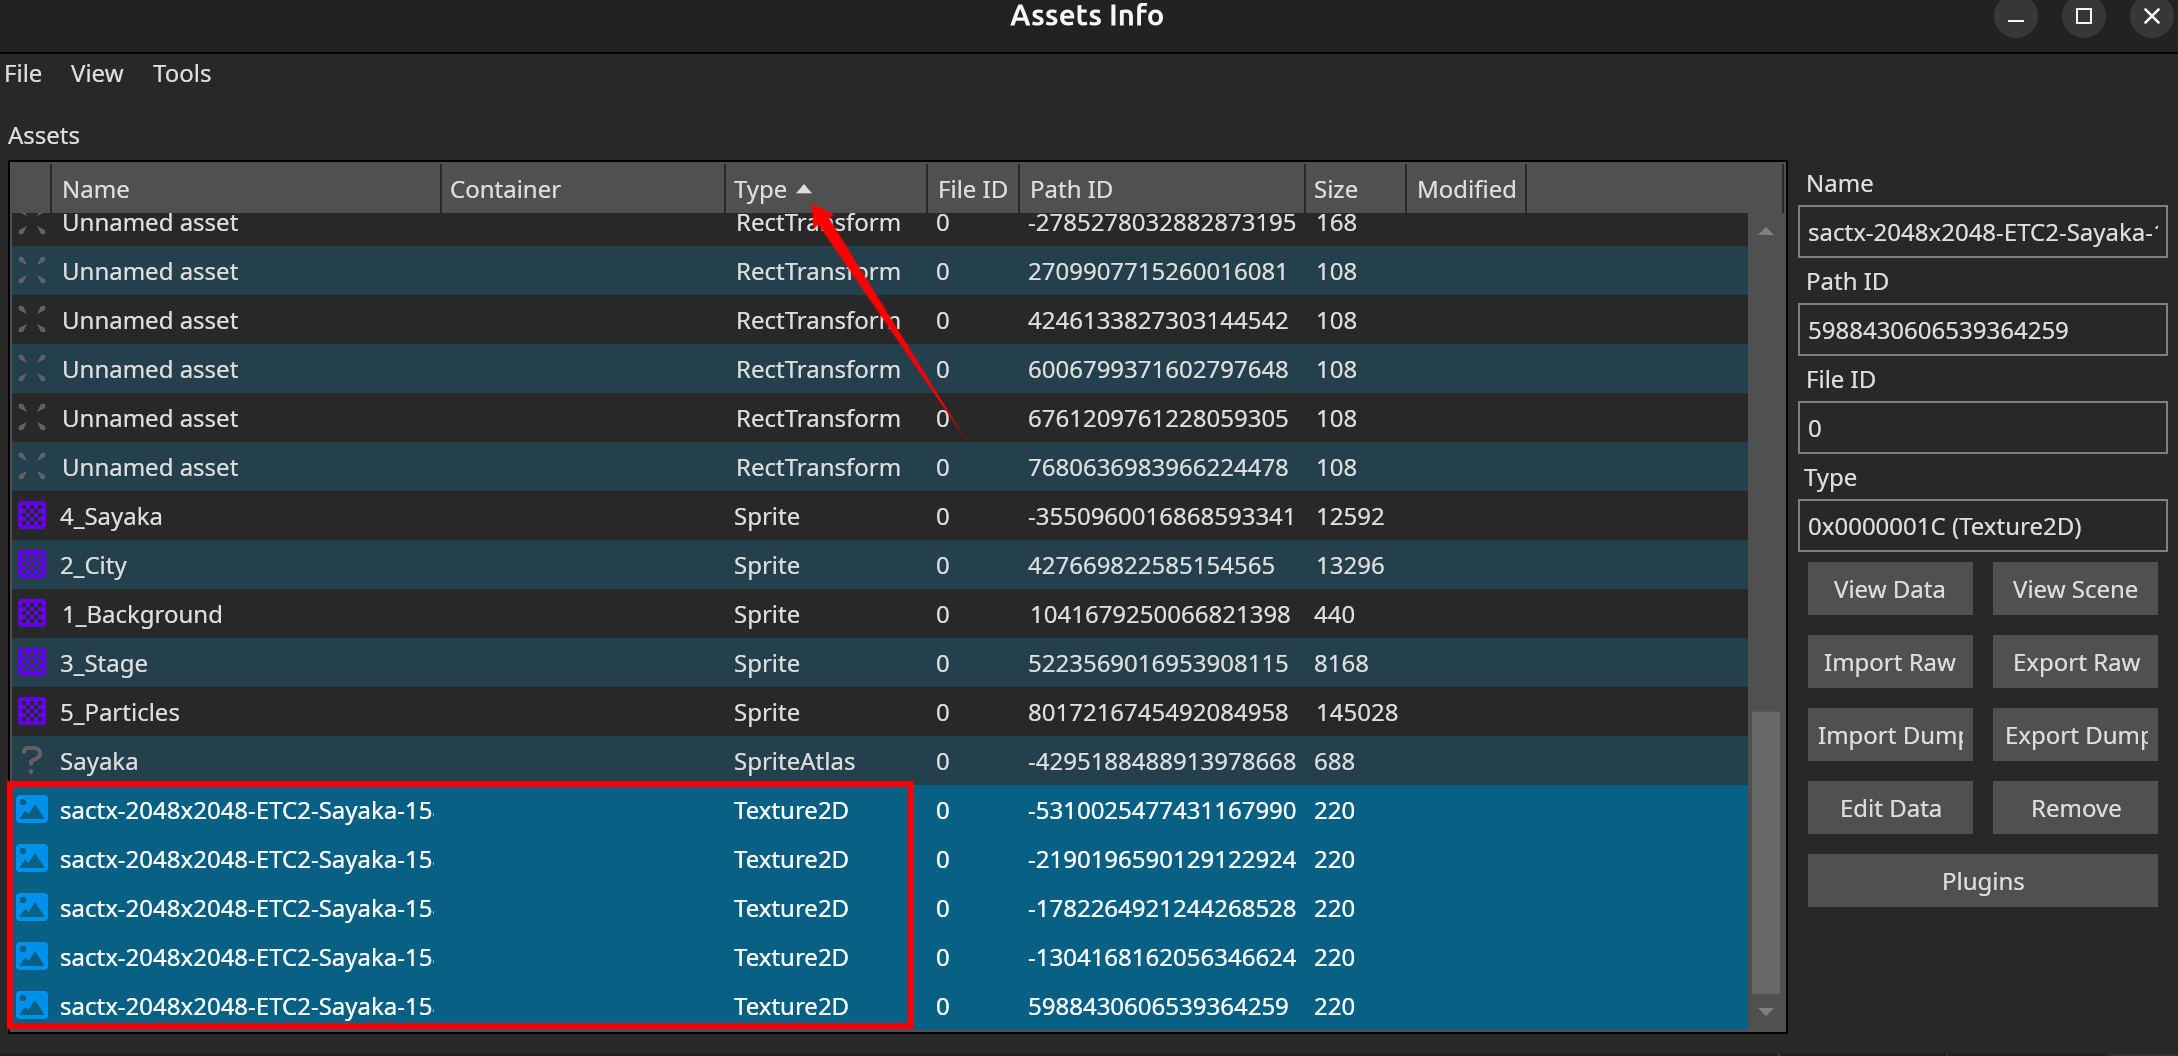 Assets Info
File View Tools
Assets
Name Container Type File ID Path ID Size Modified
Unnamed asset RectTransform 0 -2785278032882873195 168
Unnamed asset RectTransform 0 2709907715260016081 108
Unnamed asset RectTransform 0 4246133827303144542 108
Unnamed asset RectTransform 0 6006799371602797648 108
Unnamed asset RectTransform 0 6761209761228059305 108
Unnamed asset RectTransform 0 7680636983966224478 108
4_Sayaka Sprite 0 -3550960016868593341 12592
2_City Sprite 0 427669822585154565 13296
1_Background Sprite 0 1041679250066821398 440
3_Stage Sprite 0 5223569016953908115 8168
5_Particles Sprite 0 8017216745492084958 145028
Sayaka SpriteAtlas 0 -4295188488913978668 688
sactx-2048x2048-ETC2-Sayaka-15 Texture2D 0 -5310025477431167990 220
sactx-2048x2048-ETC2-Sayaka-15 Texture2D 0 -2190196590129122924 220
sactx-2048x2048-ETC2-Sayaka-15 Texture2D 0 -1782264921244268528 220
sactx-2048x2048-ETC2-Sayaka-15 Texture2D 0 -1304168162056346624 220
sactx-2048x2048-ETC2-Sayaka-15 Texture2D 0 5988430606539364259 220
Name
sactx-2048x2048-ETC2-Sayaka-
Path ID
5988430606539364259
File ID
0
Type
0x0000001C (Texture2D)
View Data View Scene
Import Raw Export Raw
Import Dump Export Dump
Edit Data Remove
Plugins